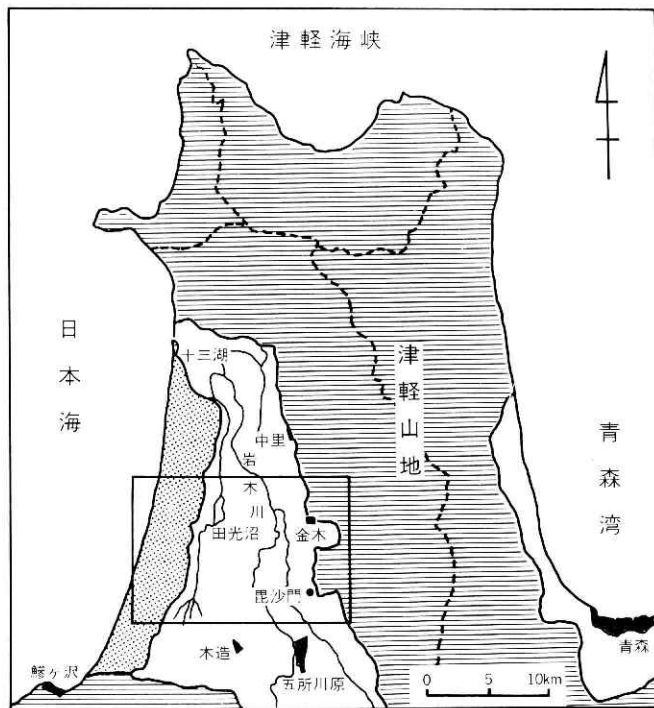 津軽海峡
日本海
十三湖
中里
岩木川
田光沼
金木
毘沙門
木造
五所川原
鰺ヶ沢
津軽山地
青森湾
青森
0 5 10km